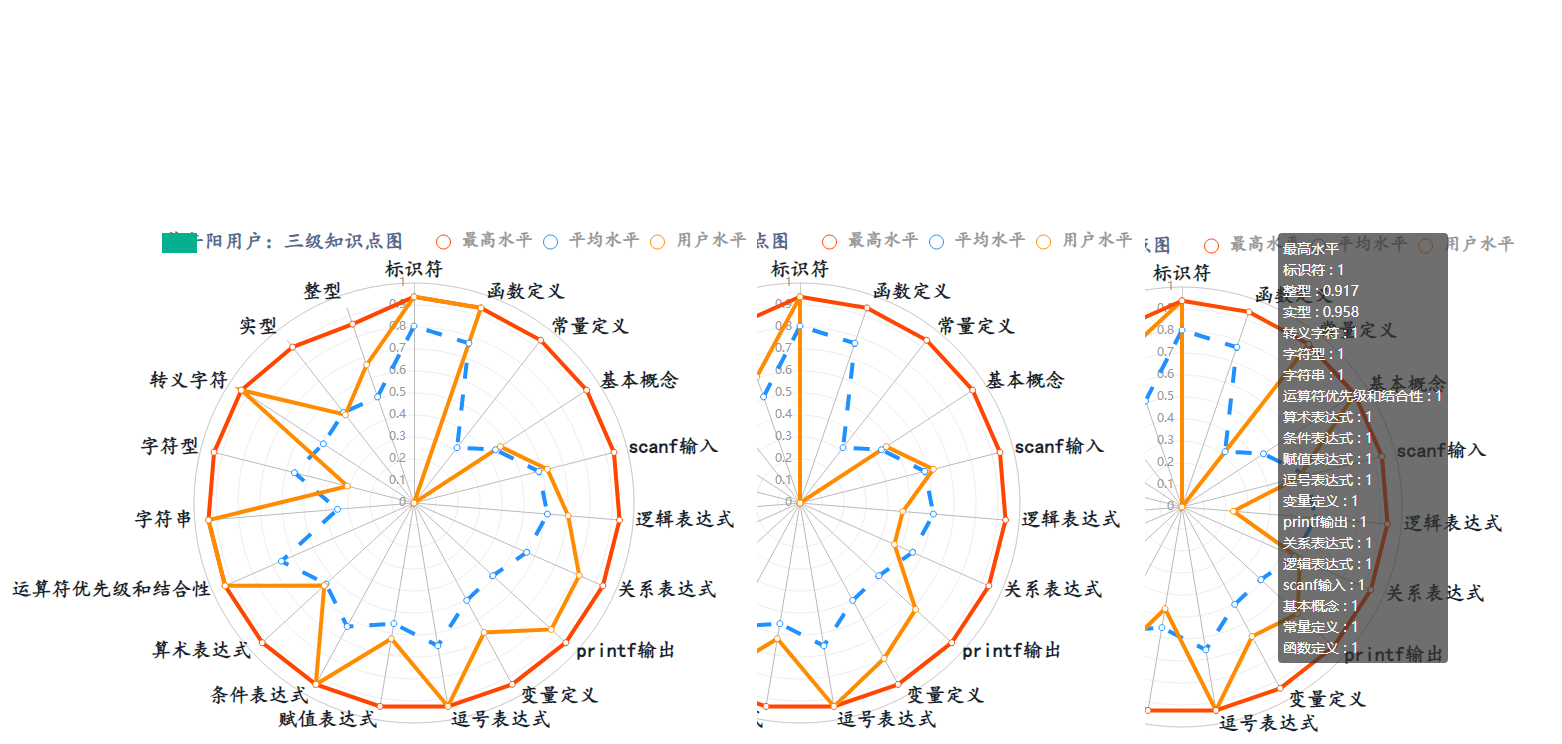 阳用户：三级知识点图
最高水平 平均水平 用户水平
标识符
函数定义
常量定义
基本概念
scanf输入
逻辑表达式
关系表达式
printf输出
变量定义
逗号表达式
赋值表达式
条件表达式
算术表达式
运算符优先级和结合性
字符串
字符型
转义字符
实型
整型
1
0.8
0.7
0.6
0.5
0.4
0.3
0.2
0.1
0
点图
最高水平 平均水平 用户水平
标识符
函数定义
常量定义
基本概念
scanf输入
逻辑表达式
关系表达式
printf输出
变量定义
逗号表达式
1
0.8
0.7
0.6
0.5
0.4
0.3
0.2
0.1
0
点图
最高水平 平均水平 用户水平
标识符
函数定义
常量定义
基本概念
scanf输入
逻辑表达式
关系表达式
printf输出
变量定义
逗号表达式
1
0.8
0.7
0.6
0.5
0.4
0.3
0.2
0.1
0
最高水平
标识符 : 1
整型 : 0.917
实型 : 0.958
转义字符 : 1
字符型 : 1
字符串 : 1
运算符优先级和结合性 : 1
算术表达式 : 1
条件表达式 : 1
赋值表达式 : 1
逗号表达式 : 1
变量定义 : 1
printf输出 : 1
关系表达式 : 1
逻辑表达式 : 1
scanf输入 : 1
基本概念 : 1
常量定义 : 1
函数定义 : 1